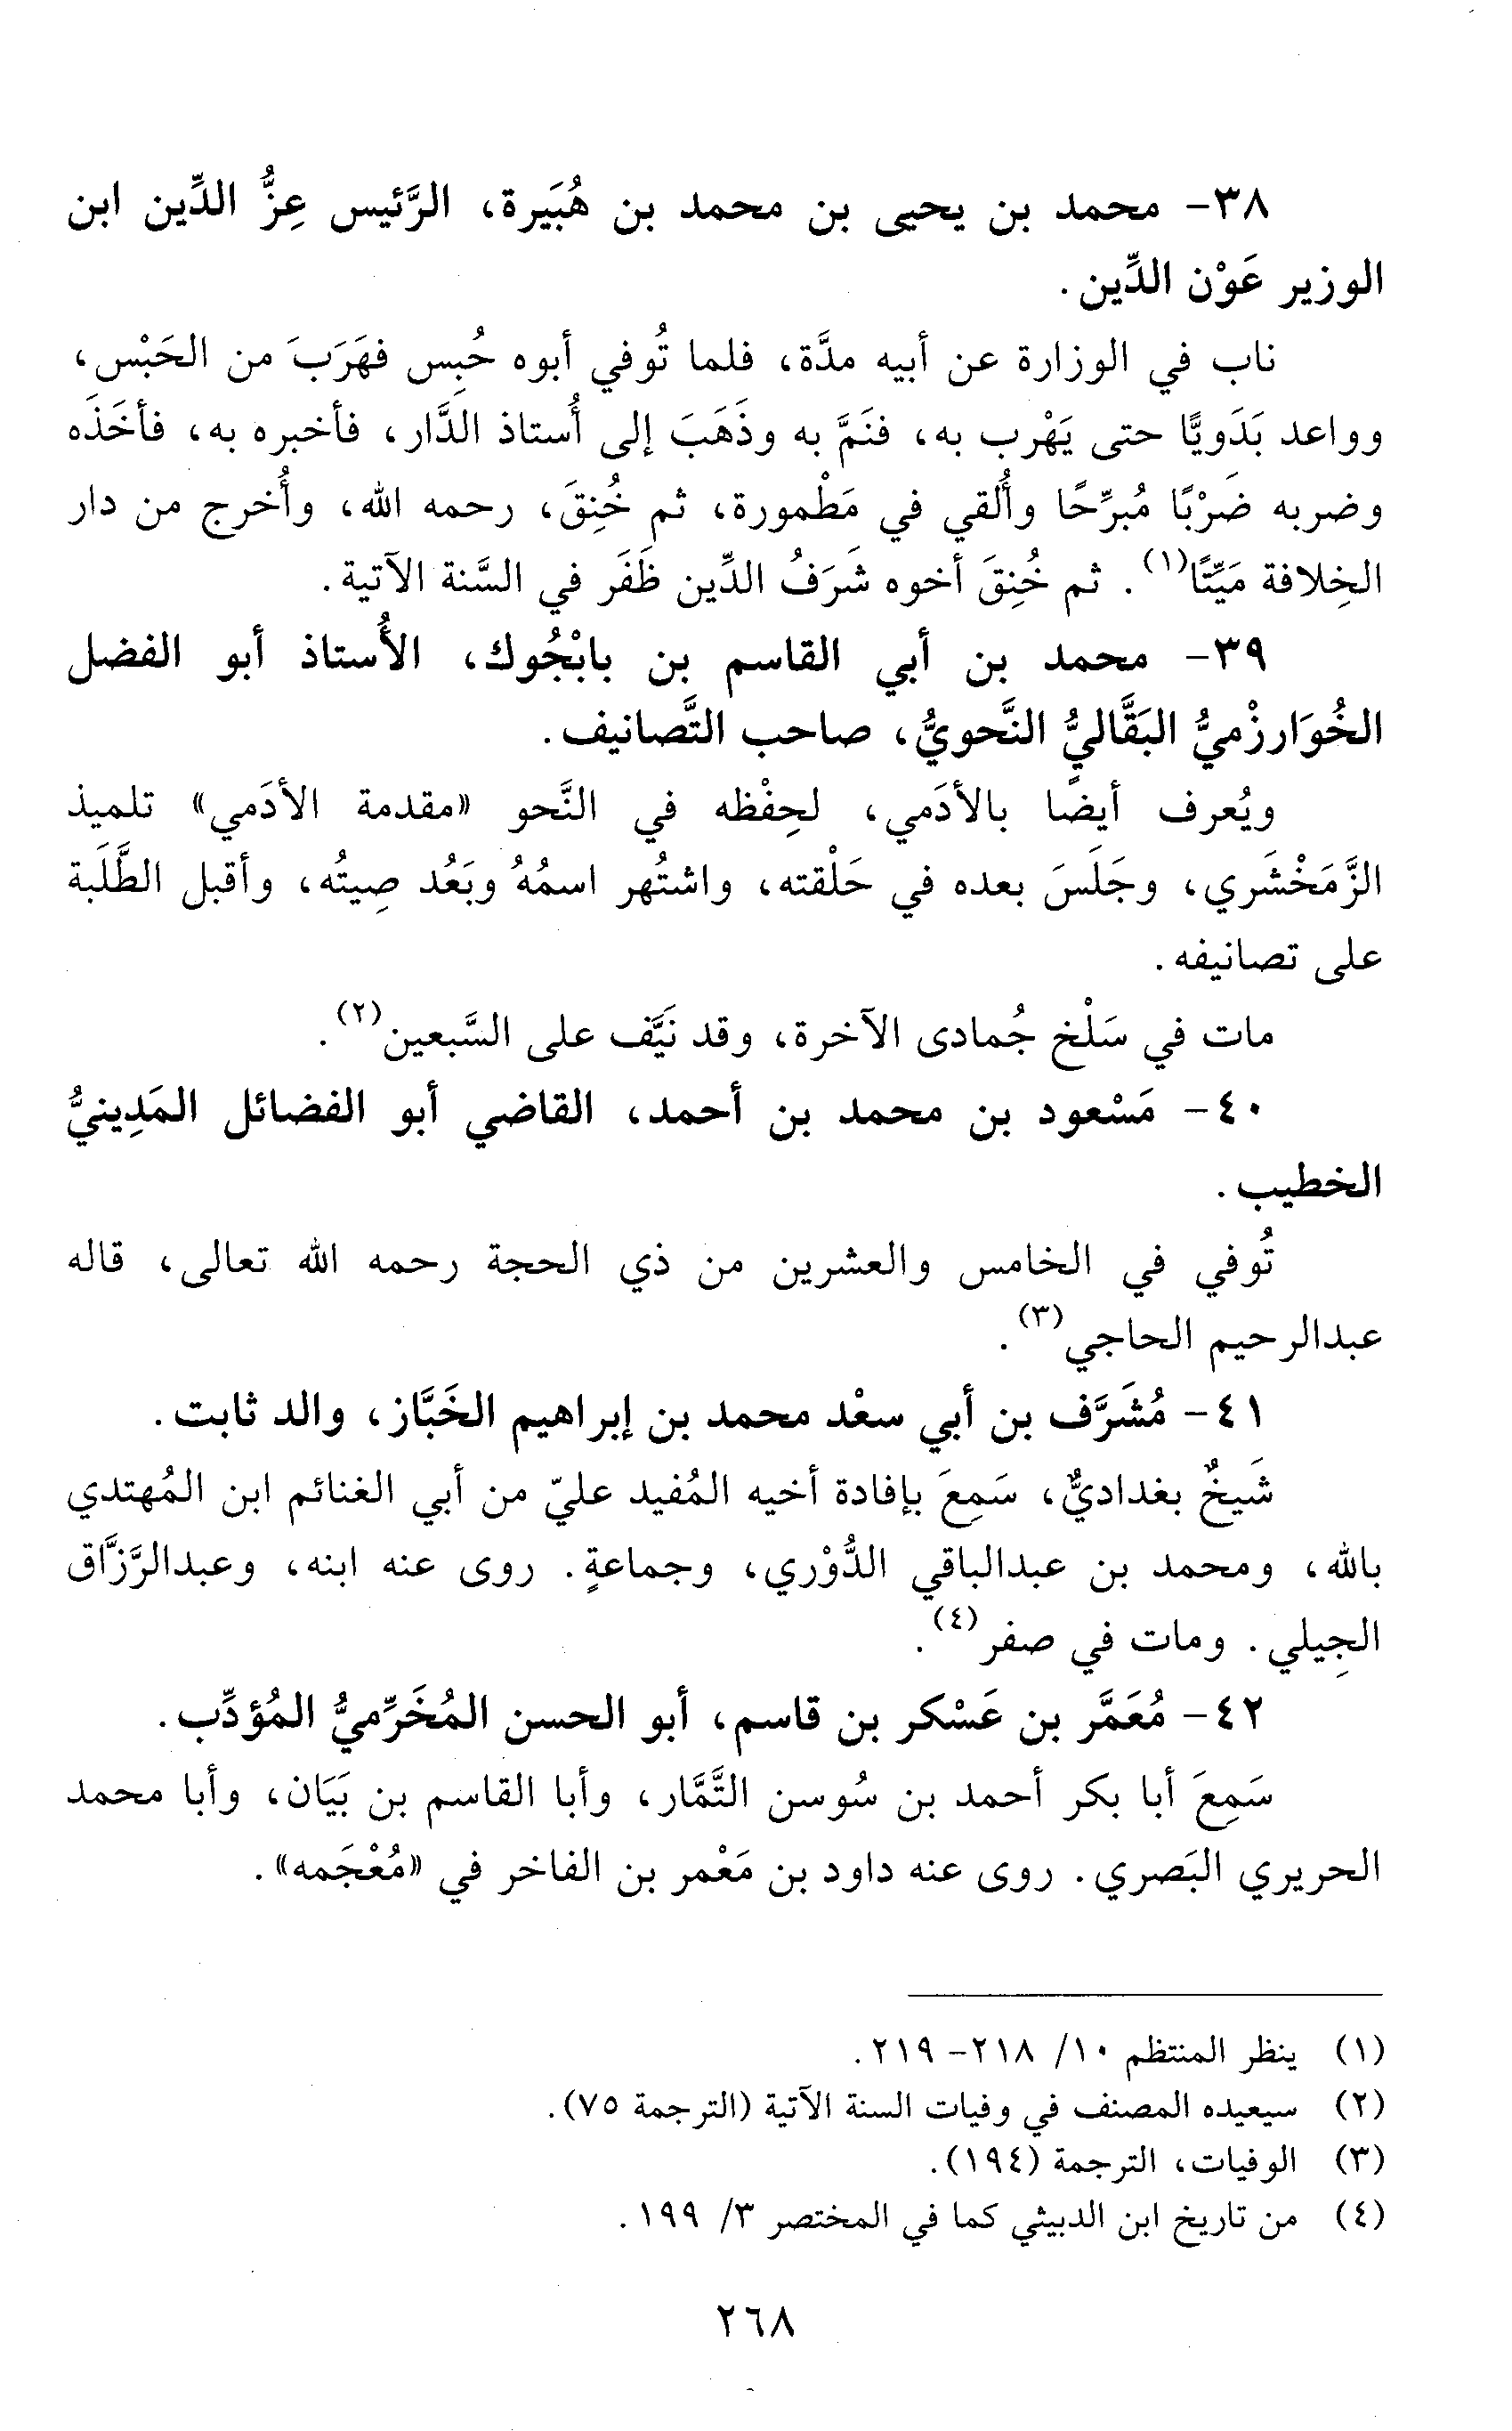 ٣٨- محمد بن يحيى بن محمد بن هُبَيرة، الرَّئيس عِزُّ الدِّين ابن
الوزير عَوْن الدِّين.
ناب في الوزارة عن أبيه مدَّة، فلما تُوفي أبوه حُبِس فهَرَبَ من الحَبْس،
وواعد بَدَويًّا حتى يَهْرب به، فنَمَّ به وذَهَبَ إلى أُستاذ الدَّار، فأخبره به، فأخَذَه
وضربه ضَرْبًا مُبرِّحًا وأُلقي في مَطْمورة، ثم خُنِقَ، رحمه الله، وأُخرج من دار
الخِلافة مَيِّتًا(١). ثم خُنِقَ أخوه شَرَفُ الدِّين ظَفَر في السَّنة الآتية.
٣٩- محمد بن أبي القاسم بن بابْجُوك، الأُستاذ أبو الفضل
الخُوَارزْميُّ البَقَّاليُّ النَّحويُّ، صاحب التَّصانيف.
ويُعرف أيضًا بالأدَمي، لحِفْظه في النَّحو «مقدمة الأدَمي» تلميذ
الزَّمَخْشَري، وجَلَسَ بعده في حَلْقته، واشتُهر اسمُهُ وبَعُد صِيتُه، وأقبل الطَّلَبة
على تصانيفه.
مات في سَلْخ جُمادى الآخرة، وقد نَيَّف على السَّبعين(٢).
٤٠- مَسْعود بن محمد بن أحمد، القاضي أبو الفضائل المَدِينيُّ
الخطيب.
تُوفي في الخامس والعشرين من ذي الحجة رحمه الله تعالى، قاله
عبدالرحيم الحاجي(٣).
٤١- مُشَرَّف بن أبي سعْد محمد بن إبراهيم الخَبَّاز، والد ثابت.
شَيخٌ بغداديٌّ، سَمِعَ بإفادة أخيه المُفيد عليّ من أبي الغنائم ابن المُهتدي
بالله، ومحمد بن عبدالباقي الدُّوْري، وجماعةٍ. روى عنه ابنه، وعبدالرَّزَّاق
الجِيلي. ومات في صفر(٤).
٤٢- مُعَمَّر بن عَسْكر بن قاسم، أبو الحسن المُخَرِّميُّ المُؤدِّب.
سَمِعَ أبا بكر أحمد بن سُوسن التَّمَّار، وأبا القاسم بن بَيَان، وأبا محمد
الحريري البَصري. روى عنه داود بن مَعْمر بن الفاخر في «مُعْجَمه».
(١) ينظر المنتظم ١٠/ ٢١٨- ٢١٩.
(٢) سيعيده المصنف في وفيات السنة الآتية (الترجمة ٧٥).
(٣) الوفيات، الترجمة (١٩٤).
(٤) من تاريخ ابن الدبيثي كما في المختصر ٣/ ١٩٩.
٢٦٨